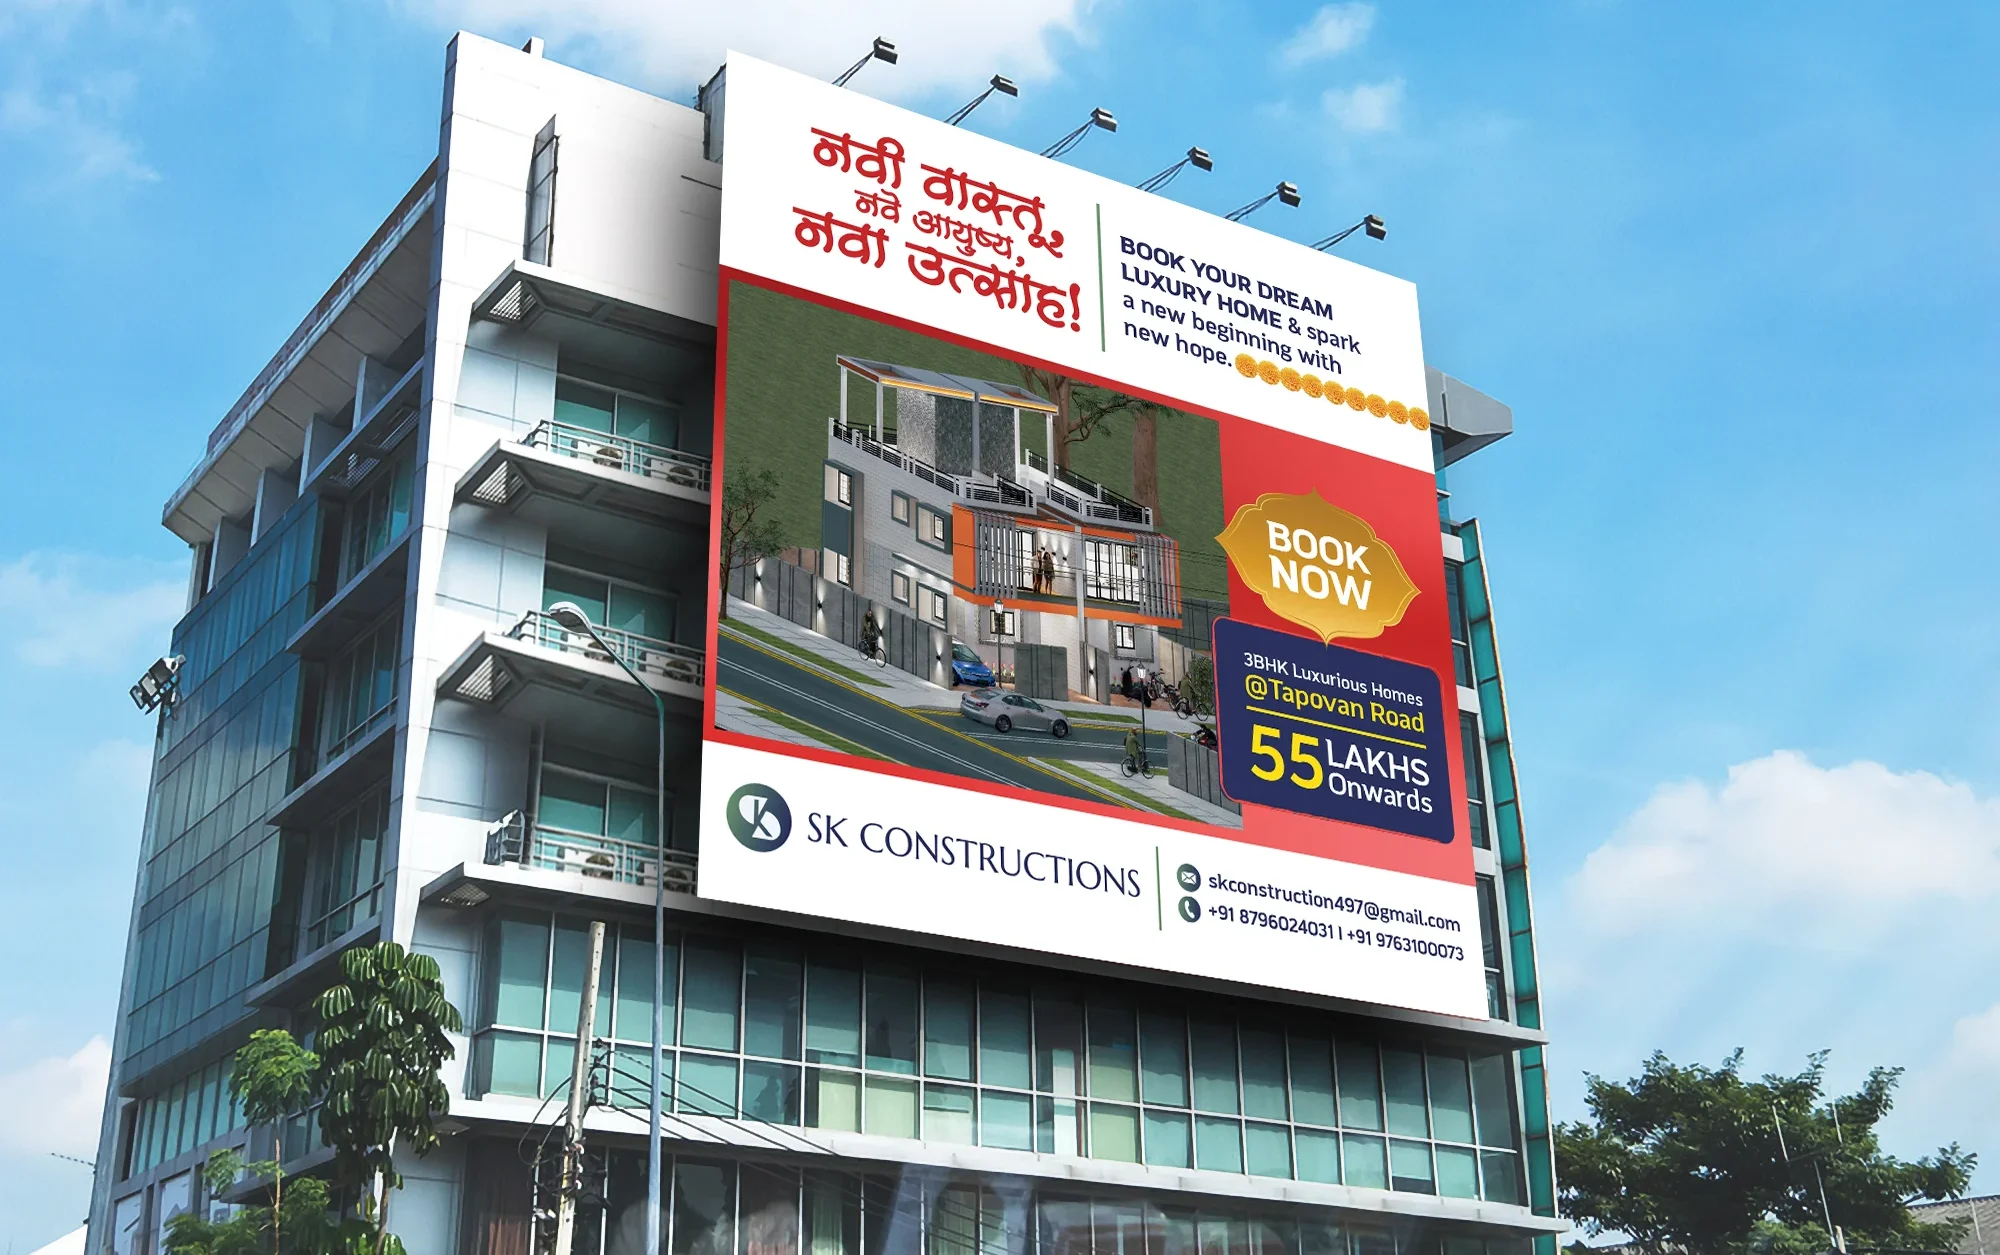 नवी वास्तू,
नवे आयुष्य,
नवा उत्साह!
BOOK YOUR DREAM
LUXURY HOME & spark
a new beginning with
new hope.
BOOK
NOW
3BHK Luxurious Homes
@Tapovan Road
55 LAKHS
Onwards
SK CONSTRUCTIONS
skconstruction497@gmail.com
+91 8796024031 I +91 9763100073